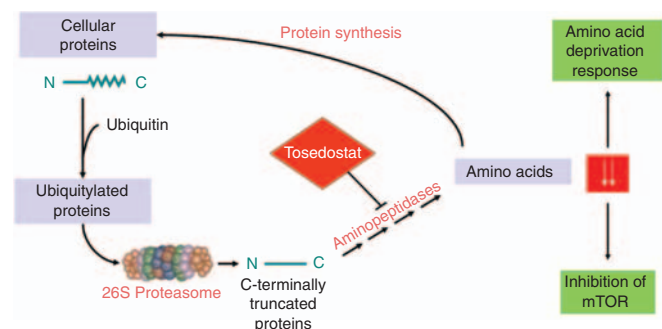 Cellular
proteins
Protein synthesis
Amino acid
deprivation
response
N C
Ubiquitin
Tosedostat
Amino acids
Ubiquitylated
proteins
Aminopeptidases
N C
26S Proteasome
C-terminally
truncated
proteins
Inhibition of
mTOR